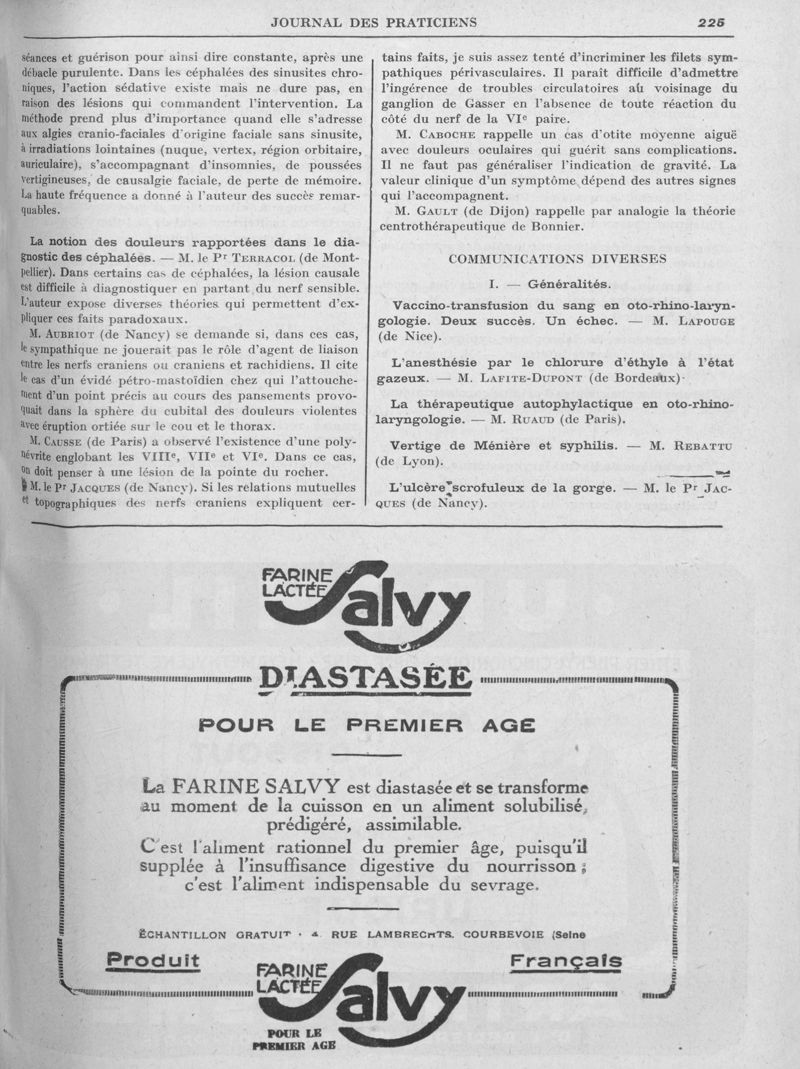 JOURNAL DES PRATICIENS 225
séances et guérison pour ainsi dire constante, après une
débacle purulente. Dans les céphalées des sinusites chro-
niques, l'action sédative existe mais ne dure pas, en
raison des lésions qui commandent l'intervention. La
méthode prend plus d'importance quand elle s'adresse
aux algies cranio-faciales d'origine faciale sans sinusite,
à irradiations lointaines (nuque, vertex, région orbitaire,
auriculaire), s'accompagnant d'insomnies, de poussées
vertigineuses, de causalgie faciale, de perte de mémoire.
La haute fréquence a donné à l'auteur des succès remar-
quables.
La notion des douleurs rapportées dans le dia-
gnostic des céphalées. — M. le Pr TERRACOL (de Mont-
pellier). Dans certains cas de céphalées, la lésion causale
est difficile à diagnostiquer en partant du nerf sensible.
L'auteur expose diverses théories qui permettent d'ex-
pliquer ces faits paradoxaux.
M. AUBRIOT (de Nancy) se demande si, dans ces cas,
le sympathique ne jouerait pas le rôle d'agent de liaison
entre les nerfs craniens ou craniens et rachidiens. Il cite
le cas d'un évidé pétro-mastoïdien chez qui l'attouche-
ment d'un point précis au cours des pansements provo-
quait dans la sphère du cubital des douleurs violentes
avec éruption ortiée sur le cou et le thorax.
M. CAUSSE (de Paris) a observé l'existence d'une poly-
névrite englobant les VIIIe, VIIe et VIe. Dans ce cas,
on doit penser à une lésion de la pointe du rocher.
M. le Pr JACQUES (de Nancy). Si les relations mutuelles
et topographiques des nerfs craniens expliquent cer-
tains faits, je suis assez tenté d'incriminer les filets sym-
pathiques périvasculaires. Il paraît difficile d'admettre
l'ingérence de troubles circulatoires au voisinage du
ganglion de Gasser en l'absence de toute réaction du
côté du nerf de la VIe paire.
M. CABOCHE rappelle un cas d'otite moyenne aiguë
avec douleurs oculaires qui guérit sans complications.
Il ne faut pas généraliser l'indication de gravité. La
valeur clinique d'un symptôme dépend des autres signes
qui l'accompagnent.
M. GAULT (de Dijon) rappelle par analogie la théorie
centrothérapeutique de Bonnier.
COMMUNICATIONS DIVERSES
I. — Généralités.
Vaccino-transfusion du sang en oto-rhino-laryn-
gologie. Deux succès. Un échec. — M. LAPOUGE
(de Nice).
L'anesthésie par le chlorure d'éthyle à l'état
gazeux. — M. LAFITE-DUPONT (de Bordeaux)
La thérapeutique autophylactique en oto-rhino-
laryngologie. — M. RUAUD (de Paris).
Vertige de Ménière et syphilis. — M. REBATTU
(de Lyon).
L'ulcère scrofuleux de la gorge. — M. le Pr JAC-
QUES (de Nancy).
FARINE
LACTÉE
Salvy
DIASTASÉE
POUR LE PREMIER AGE
La FARINE SALVY est diastasée et se transforme
au moment de la cuisson en un aliment solubilisé,
prédigéré, assimilable.
C'est l'aliment rationnel du premier âge, puisqu'il
supplée à l'insuffisance digestive du nourrisson ;
c'est l'aliment indispensable du sevrage.
ÉCHANTILLON GRATUIT · 4, RUE LAMBRECHTS, COURBEVOIE (Seine
Produit Français
FARINE
LACTÉE
Salvy
POUR LE
PREMIER AGE